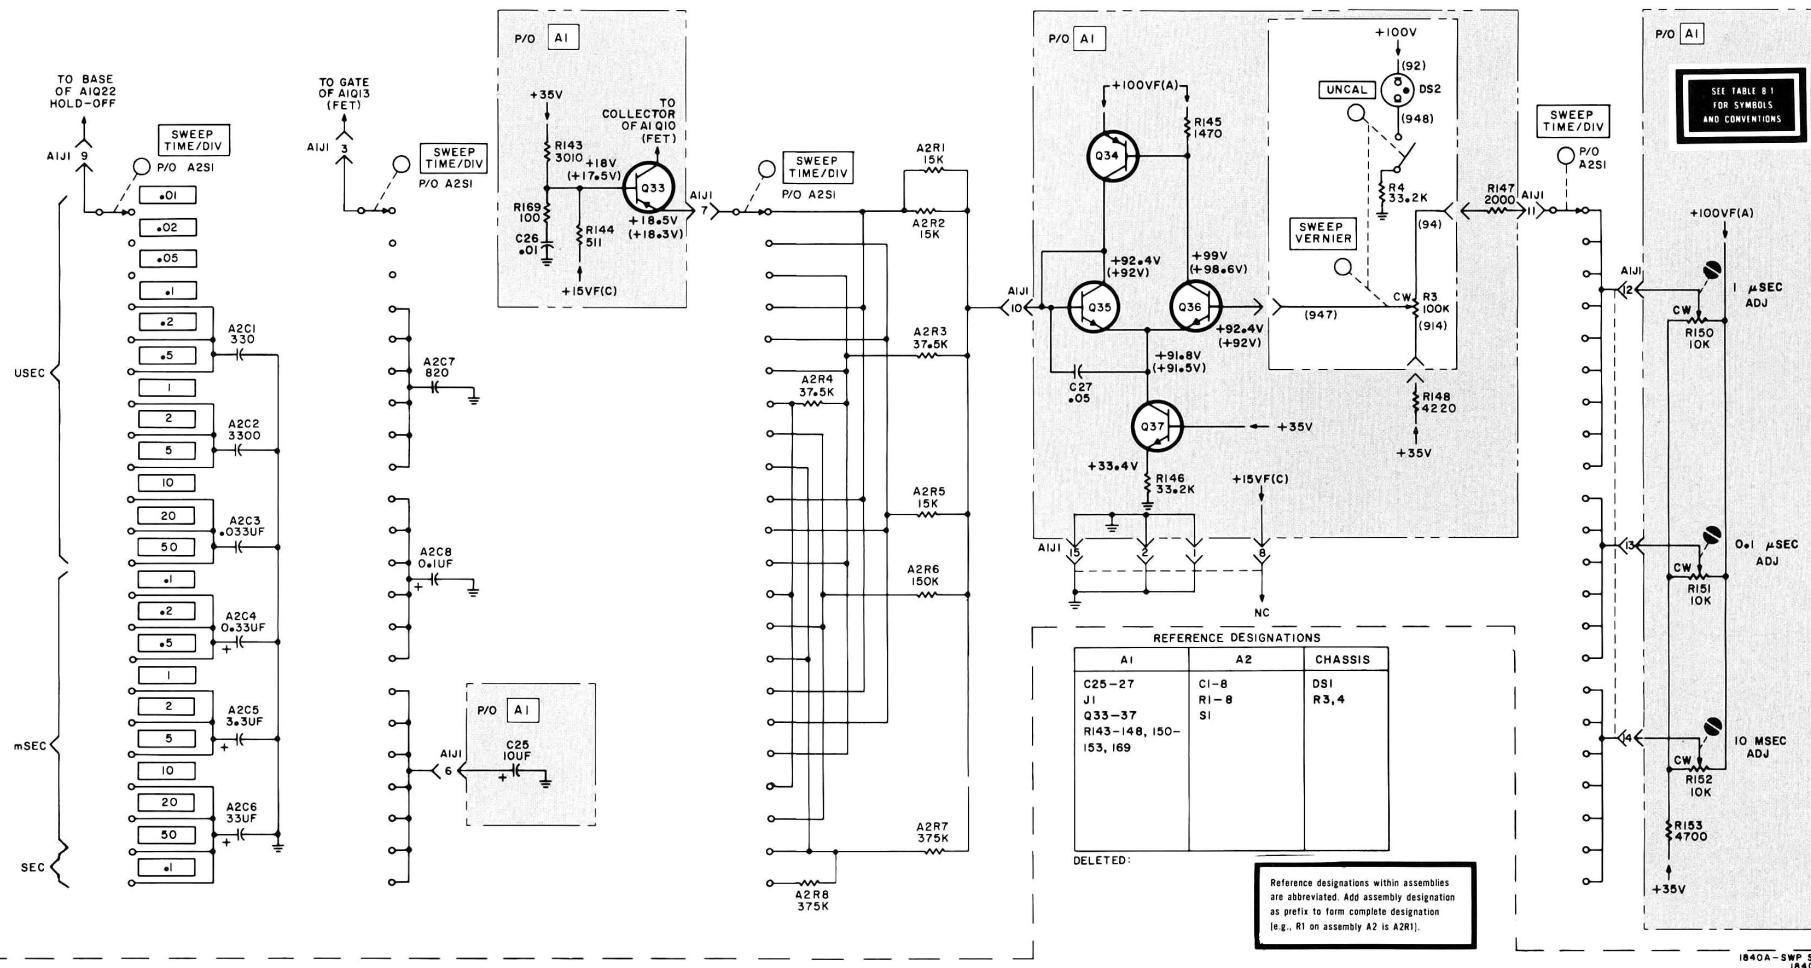 TO BASE
OF A1Q22
HOLD-OFF
A1J1 9
SWEEP
TIME/DIV
P/O A2S1
.01
.02
.05
.1
.2
.5
1
2
5
10
20
50
.1
.2
.5
1
2
5
10
20
50
.1
USEC
mSEC
SEC
A2C1
330
A2C2
3300
A2C3
.033UF
A2C4
0.33UF
+
A2C5
3.3UF
+
A2C6
33UF
+
TO GATE
OF A1Q13
(FET)
A1J1 3
SWEEP
TIME/DIV
P/O A2S1
A2C7
820
A2C8
0.1UF
+
P/O A1
A1J1
6
C25
10UF
+
P/O A1
+35V
R143
3010
+18V
(+17.5V)
TO
COLLECTOR
OF A1Q10
(FET)
Q33
R169
100
C26
.01
R144
511
+18.5V
(+18.3V)
+15VF(C)
A1J1
7
SWEEP
TIME/DIV
P/O A2S1
A2R1
15K
A2R2
15K
A2R3
37.5K
A2R4
37.5K
A2R5
15K
A2R6
150K
A2R7
375K
A2R8
375K
A1J1
10
P/O A1
+100VF(A)
Q34
R145
1470
+92.4V
(+92V)
+99V
(+98.6V)
Q35
Q36
+92.4V
(+92V)
+91.8V
(+91.5V)
C27
.05
Q37
+35V
+33.4V
R146
33.2K
+15VF(C)
A1J1 15 2 1 8
NC
+100V
(92)
DS2
(948)
UNCAL
R4
33.2K
SWEEP
VERNIER
(94)
CW R3
100K
(947)
(914)
R148
4220
+35V
R147
2000
A1J1
11
SWEEP
TIME/DIV
P/O
A2S1
P/O A1
SEE TABLE 8 1
FOR SYMBOLS
AND CONVENTIONS
+100VF(A)
A1J1
12
1 µSEC
ADJ
CW
R150
10K
13
0.1 µSEC
ADJ
CW
R151
10K
14
10 MSEC
ADJ
CW
R152
10K
R153
4700
+35V
REFERENCE DESIGNATIONS
A1 A2 CHASSIS
C25-27 C1-8 DS1
J1 R1-8 R3,4
Q33-37 S1
R143-148, 150-
153, 169
DELETED:
Reference designations within assemblies
are abbreviated. Add assembly designation
as prefix to form complete designation
(e.g., R1 on assembly A2 is A2R1).
1840A-SWP S
1840